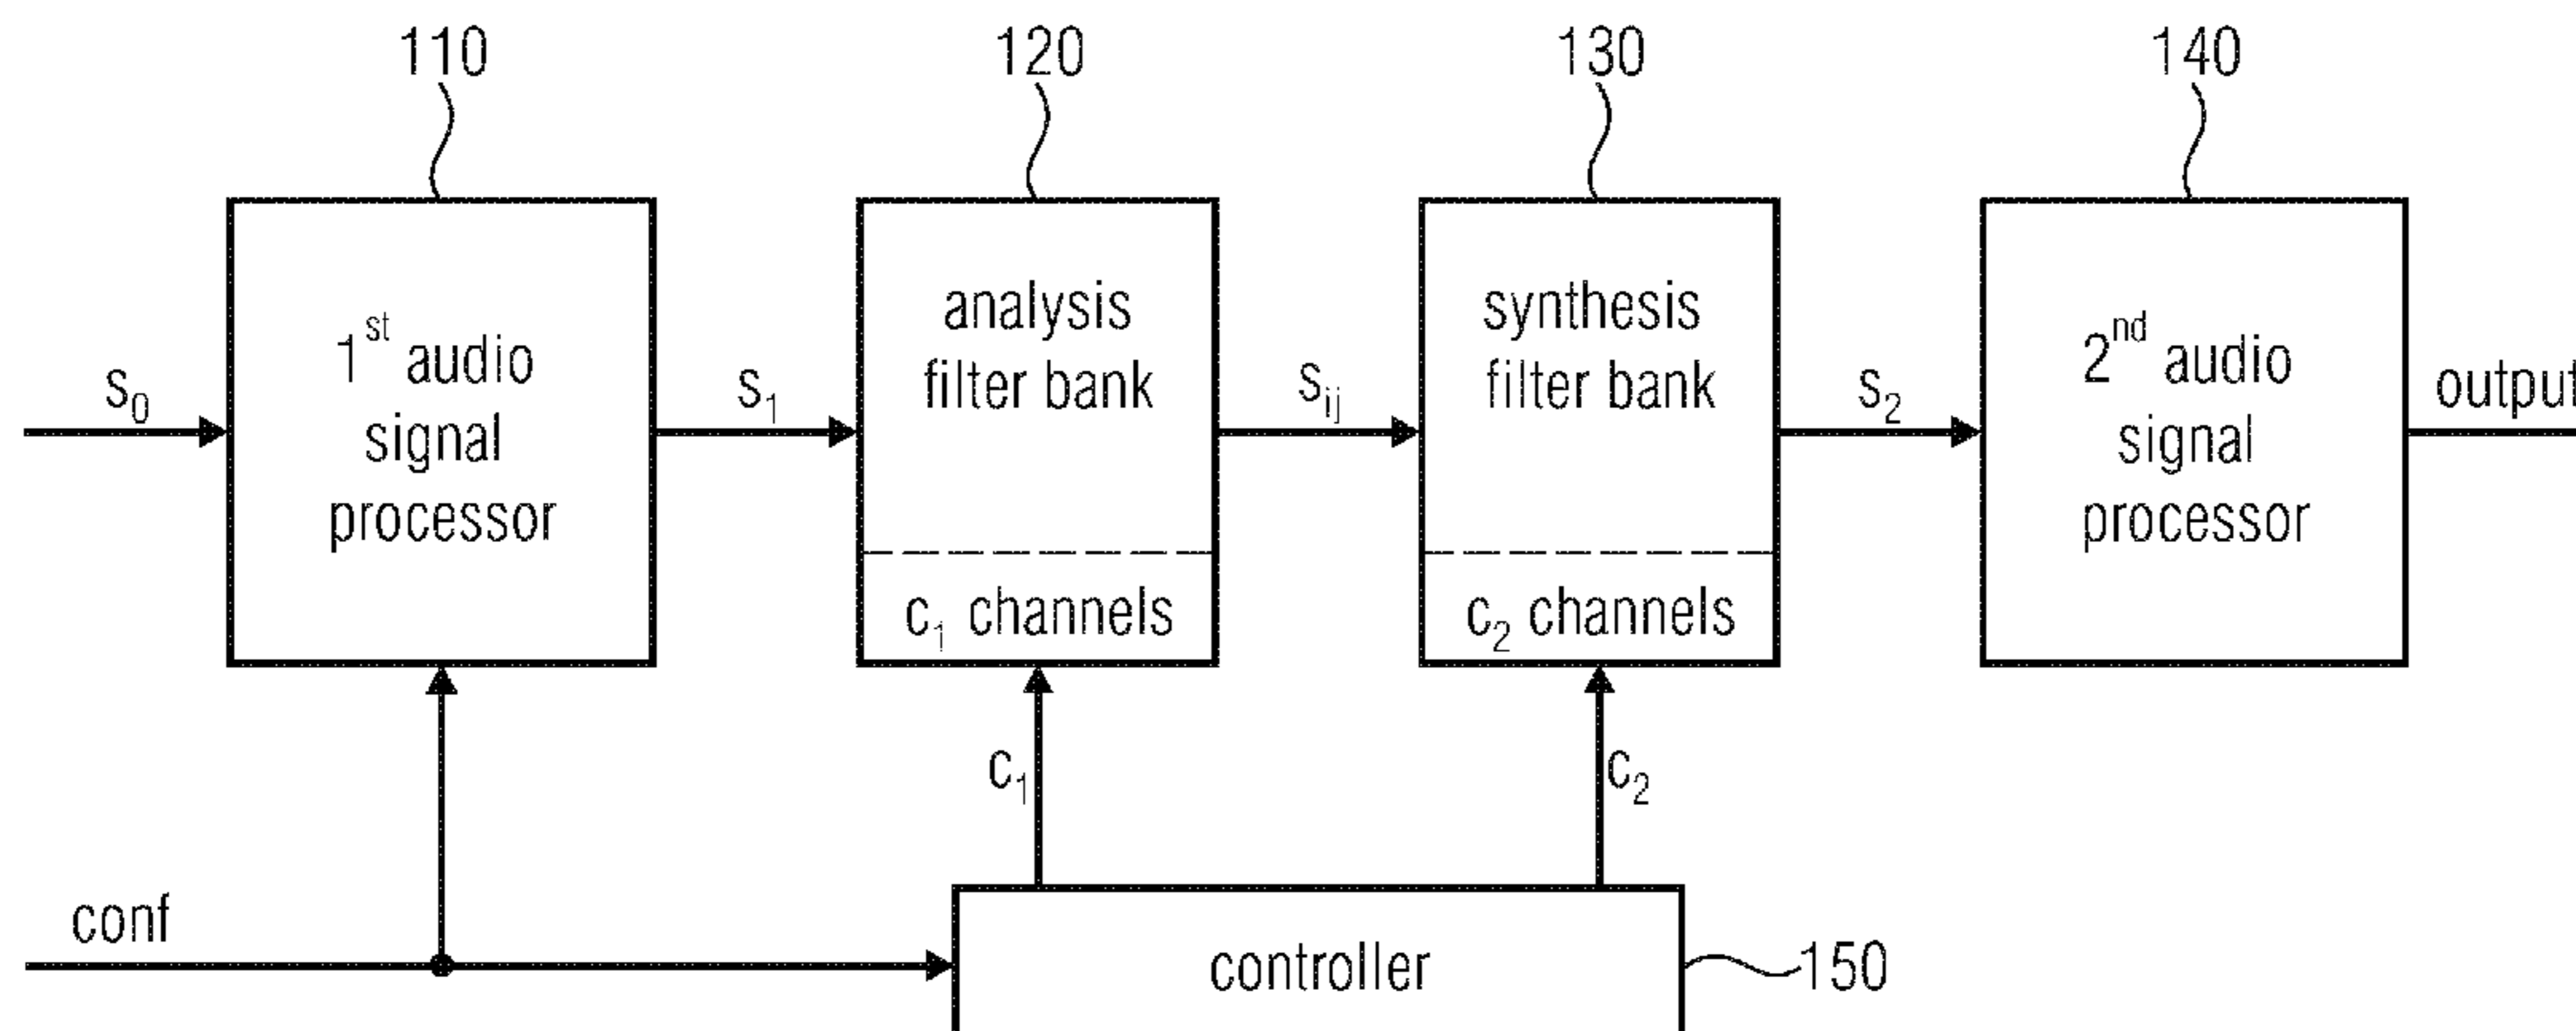 110
120
130
140
1st audio
signal
processor
analysis
filter bank
c1 channels
synthesis
filter bank
c2 channels
2nd audio
signal
processor
s0
s1
sij
s2
output
c1
c2
conf
controller
150